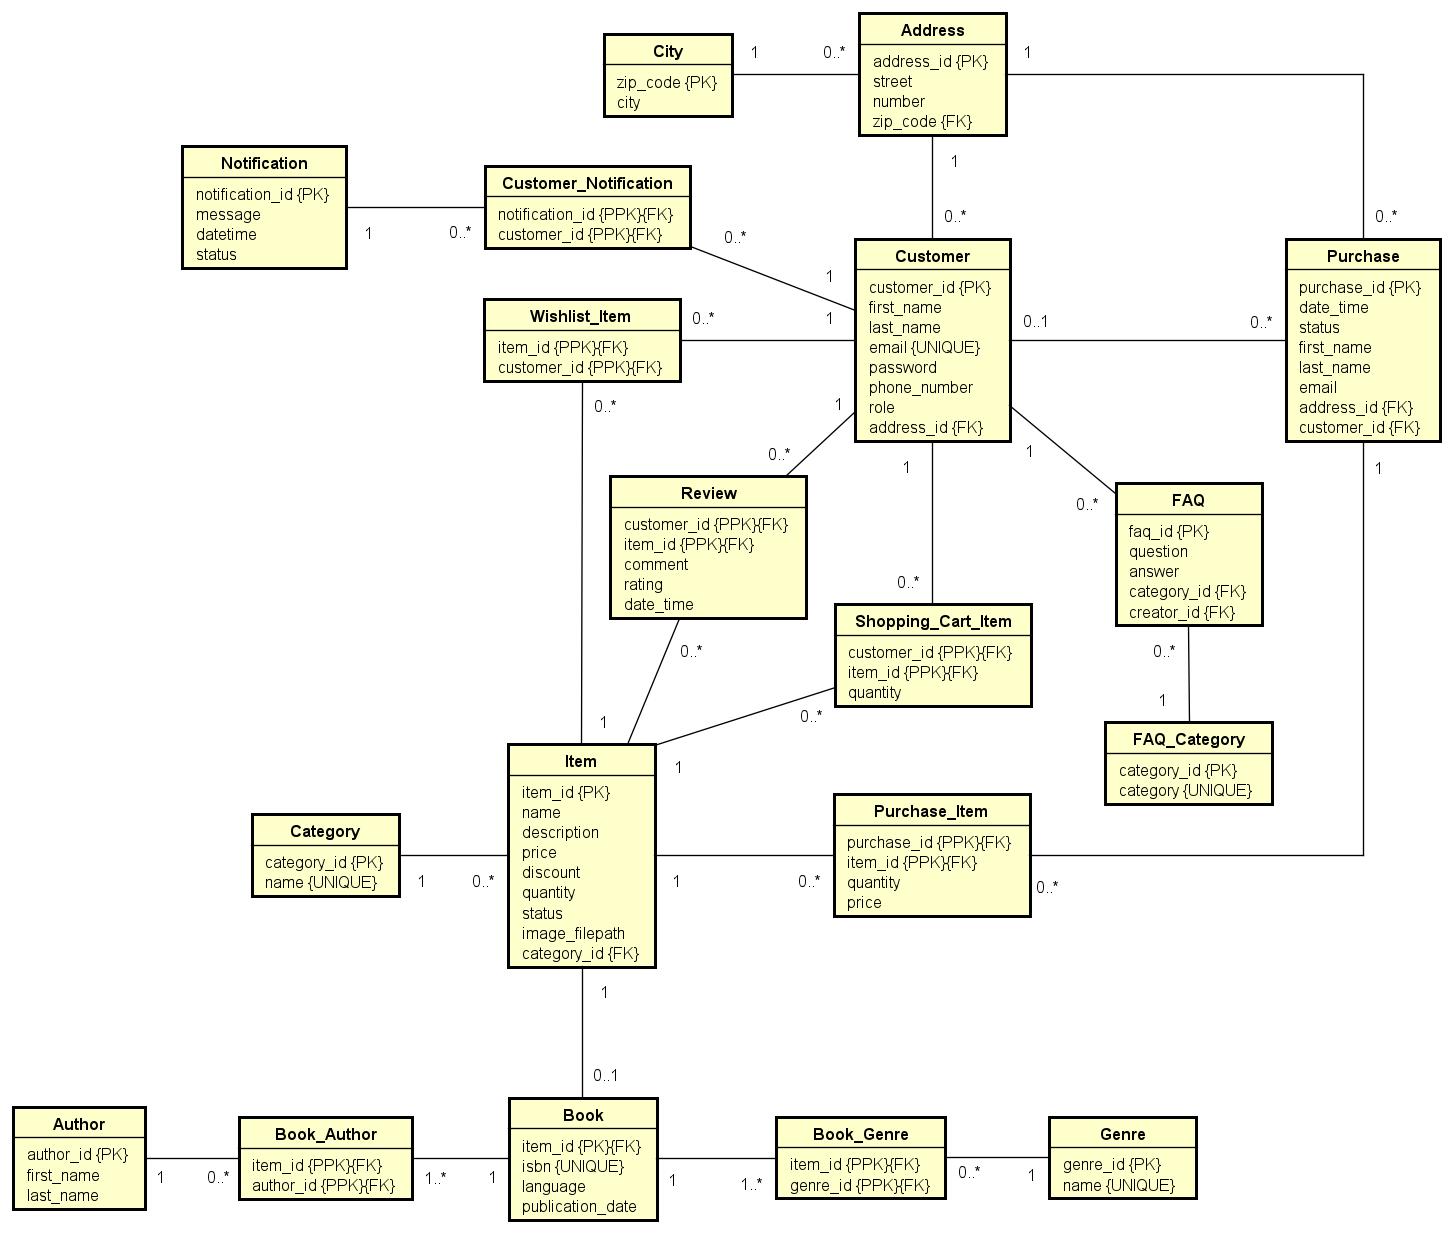 Address
address_id {PK}
street
number
zip_code {FK}
City
zip_code {PK}
city
1
0..*
1
1
0..*
0..*
Notification
notification_id {PK}
message
datetime
status
1
0..*
Customer_Notification
notification_id {PPK}{FK}
customer_id {PPK}{FK}
0..*
1
Customer
customer_id {PK}
first_name
last_name
email {UNIQUE}
password
phone_number
role
address_id {FK}
0..1
0..*
Purchase
purchase_id {PK}
date_time
status
first_name
last_name
email
address_id {FK}
customer_id {FK}
Wishlist_Item
item_id {PPK}{FK}
customer_id {PPK}{FK}
0..*
1
0..*
1
0..*
1
0..*
1
0..*
1
Review
customer_id {PPK}{FK}
item_id {PPK}{FK}
comment
rating
date_time
0..*
FAQ
faq_id {PK}
question
answer
category_id {FK}
creator_id {FK}
0..*
1
Shopping_Cart_Item
customer_id {PPK}{FK}
item_id {PPK}{FK}
quantity
0..*
1
1
FAQ_Category
category_id {PK}
category {UNIQUE}
Item
item_id {PK}
name
description
price
discount
quantity
status
image_filepath
category_id {FK}
Category
category_id {PK}
name {UNIQUE}
1
0..*
Purchase_Item
purchase_id {PPK}{FK}
item_id {PPK}{FK}
quantity
price
1
0..*
0..*
1
0..1
Author
author_id {PK}
first_name
last_name
1
0..*
Book_Author
item_id {PPK}{FK}
author_id {PPK}{FK}
1..*
1
Book
item_id {PK}{FK}
isbn {UNIQUE}
language
publication_date
1
1..*
Book_Genre
item_id {PPK}{FK}
genre_id {PPK}{FK}
0..*
1
Genre
genre_id {PK}
name {UNIQUE}